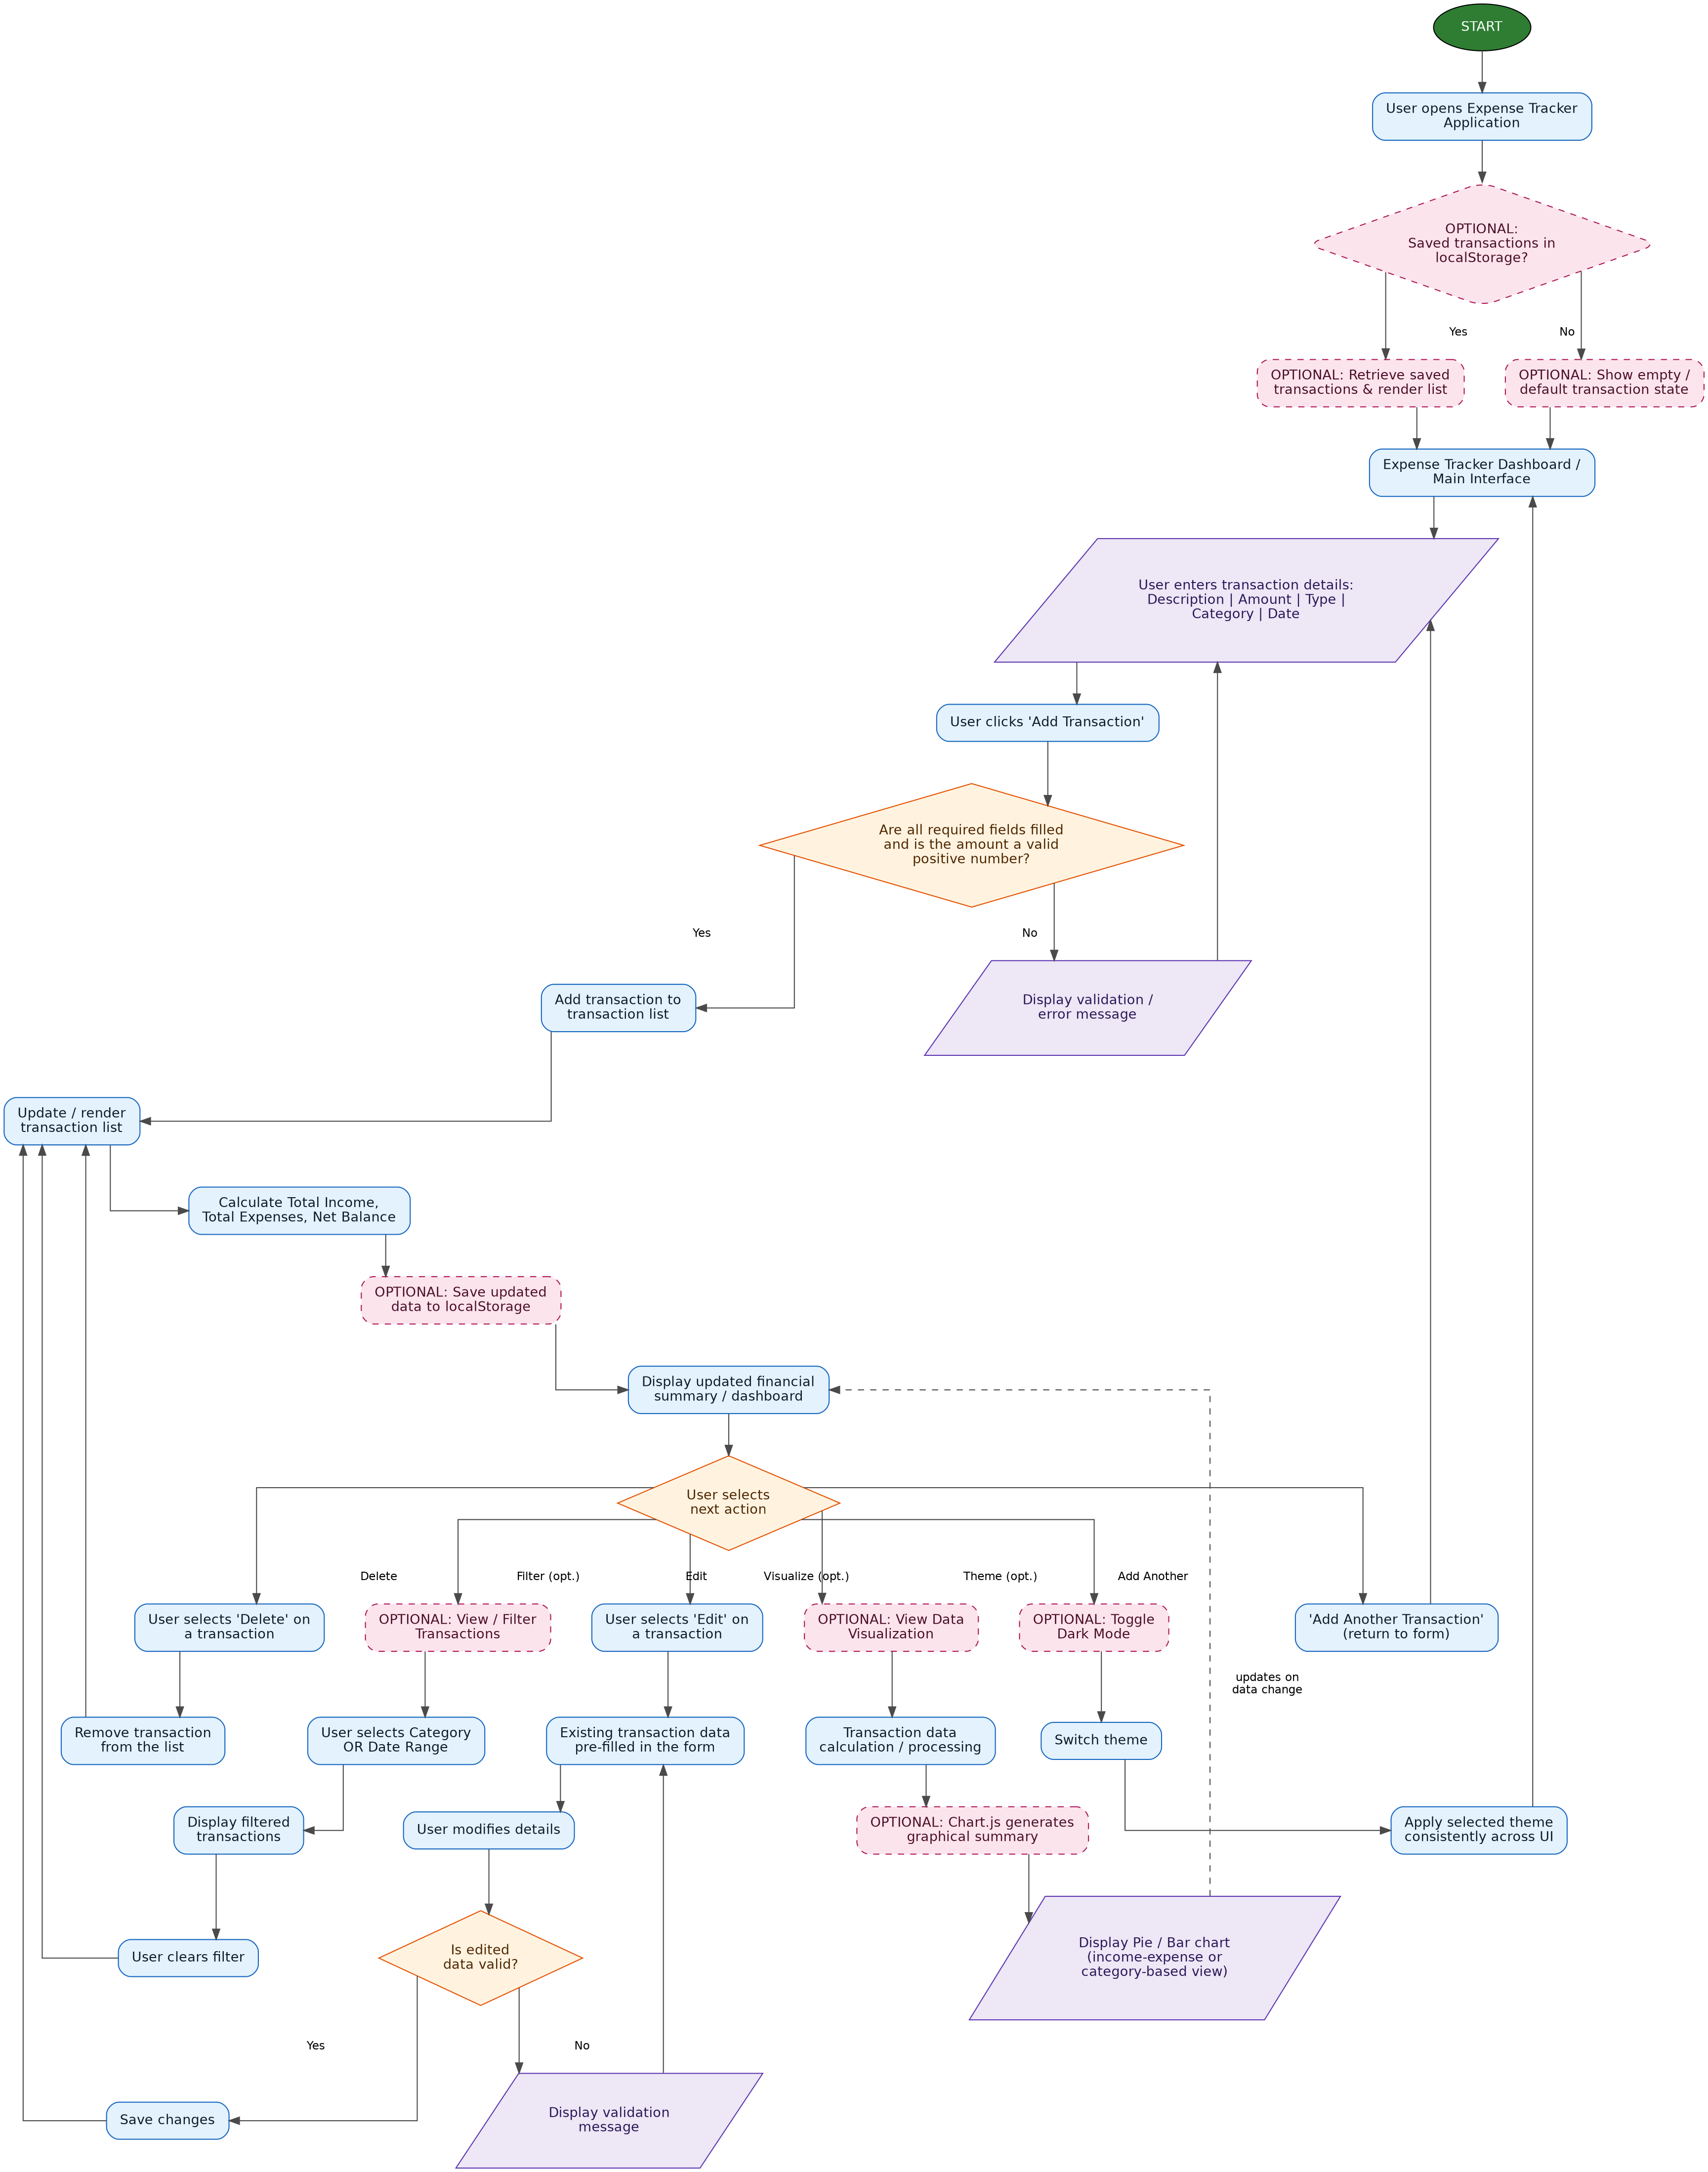 START
User opens Expense Tracker
Application
OPTIONAL:
Saved transactions in
localStorage?
Yes
No
OPTIONAL: Retrieve saved
transactions & render list
OPTIONAL: Show empty /
default transaction state
Expense Tracker Dashboard /
Main Interface
User enters transaction details:
Description | Amount | Type |
Category | Date
User clicks 'Add Transaction'
Are all required fields filled
and is the amount a valid
positive number?
Yes
No
Add transaction to
transaction list
Display validation /
error message
Update / render
transaction list
Calculate Total Income,
Total Expenses, Net Balance
OPTIONAL: Save updated
data to localStorage
Display updated financial
summary / dashboard
User selects
next action
Delete
Filter (opt.)
Edit
Visualize (opt.)
Theme (opt.)
Add Another
User selects 'Delete' on
a transaction
OPTIONAL: View / Filter
Transactions
User selects 'Edit' on
a transaction
OPTIONAL: View Data
Visualization
OPTIONAL: Toggle
Dark Mode
'Add Another Transaction'
(return to form)
updates on
data change
Remove transaction
from the list
User selects Category
OR Date Range
Existing transaction data
pre-filled in the form
Transaction data
calculation / processing
Switch theme
Display filtered
transactions
User modifies details
OPTIONAL: Chart.js generates
graphical summary
Apply selected theme
consistently across UI
User clears filter
Is edited
data valid?
Display Pie / Bar chart
(income-expense or
category-based view)
Yes
No
Save changes
Display validation
message